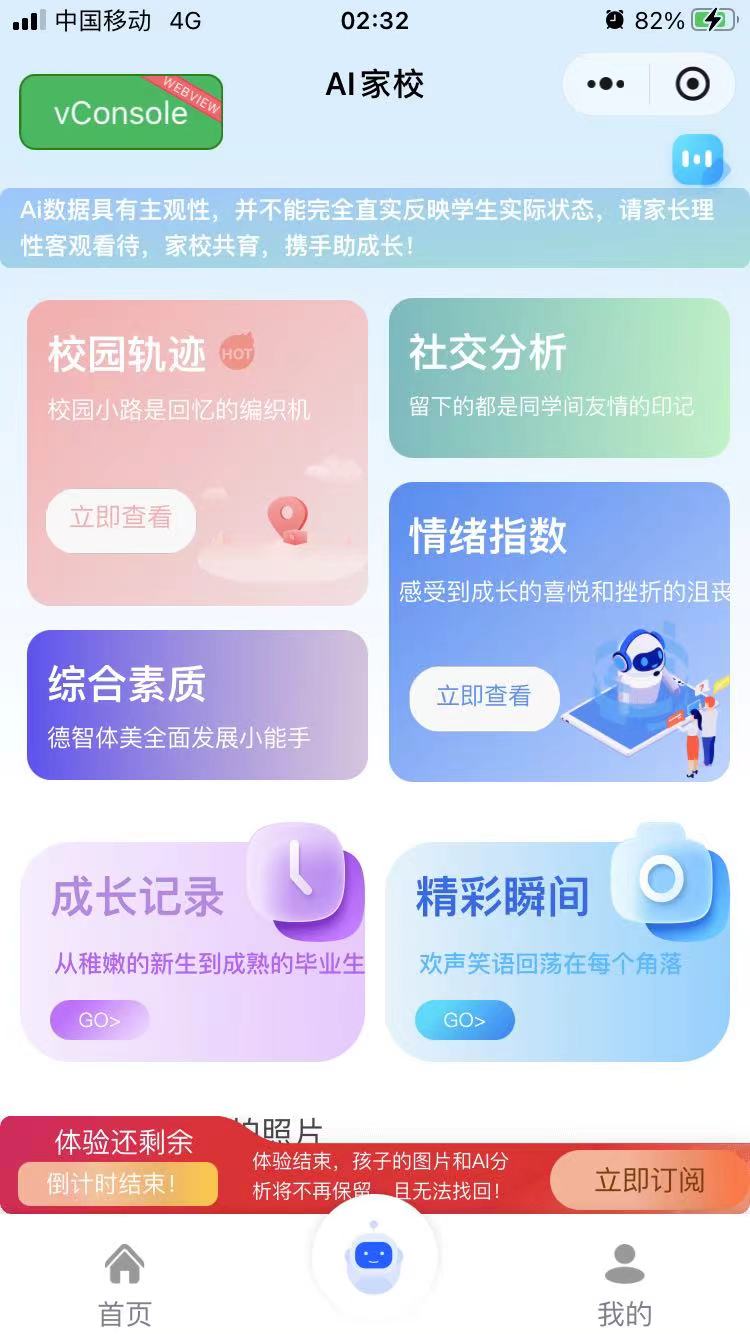 中国移动 4G 02:32 82%
vConsole
WEBVIEW
AI家校
Ai数据具有主观性，并不能完全直实反映学生实际状态，请家长理
性客观看待，家校共育，携手助成长！
校园轨迹 HOT
校园小路是回忆的编织机
立即查看
社交分析
留下的都是同学间友情的印记
情绪指数
感受到成长的喜悦和挫折的沮丧
立即查看
综合素质
德智体美全面发展小能手
成长记录
从稚嫩的新生到成熟的毕业生
GO>
精彩瞬间
欢声笑语回荡在每个角落
GO>
拍照片
体验还剩余
倒计时结束！
体验结束，孩子的图片和AI分
析将不再保留，且无法找回！
立即订阅
首页
我的